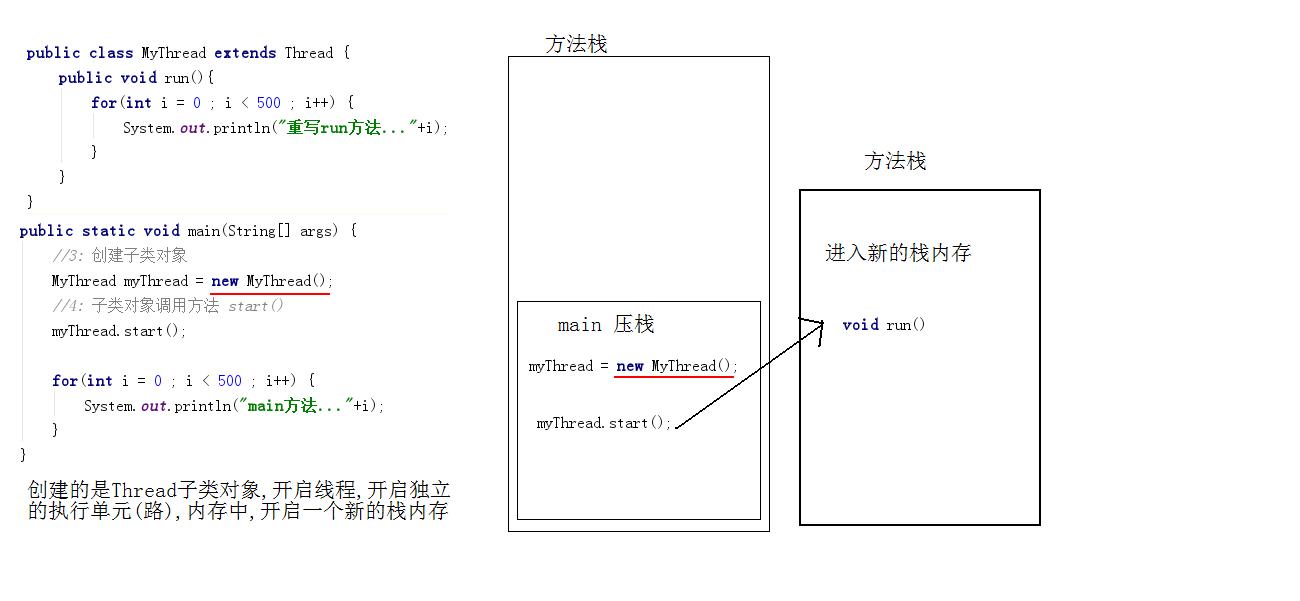 public class MyThread extends Thread {
public void run(){
for(int i = 0 ; i < 500 ; i++) {
System.out.println("重写run方法..."+i);
}
}
}
public static void main(String[] args) {
//3: 创建子类对象
MyThread myThread = new MyThread();
//4: 子类对象调用方法 start()
myThread.start();
for(int i = 0 ; i < 500 ; i++) {
System.out.println("main方法..."+i);
}
}
创建的是Thread子类对象,开启线程,开启独立
的执行单元(路),内存中,开启一个新的栈内存
方法栈
main 压栈
myThread = new MyThread();
myThread.start();
方法栈
进入新的栈内存
void run()